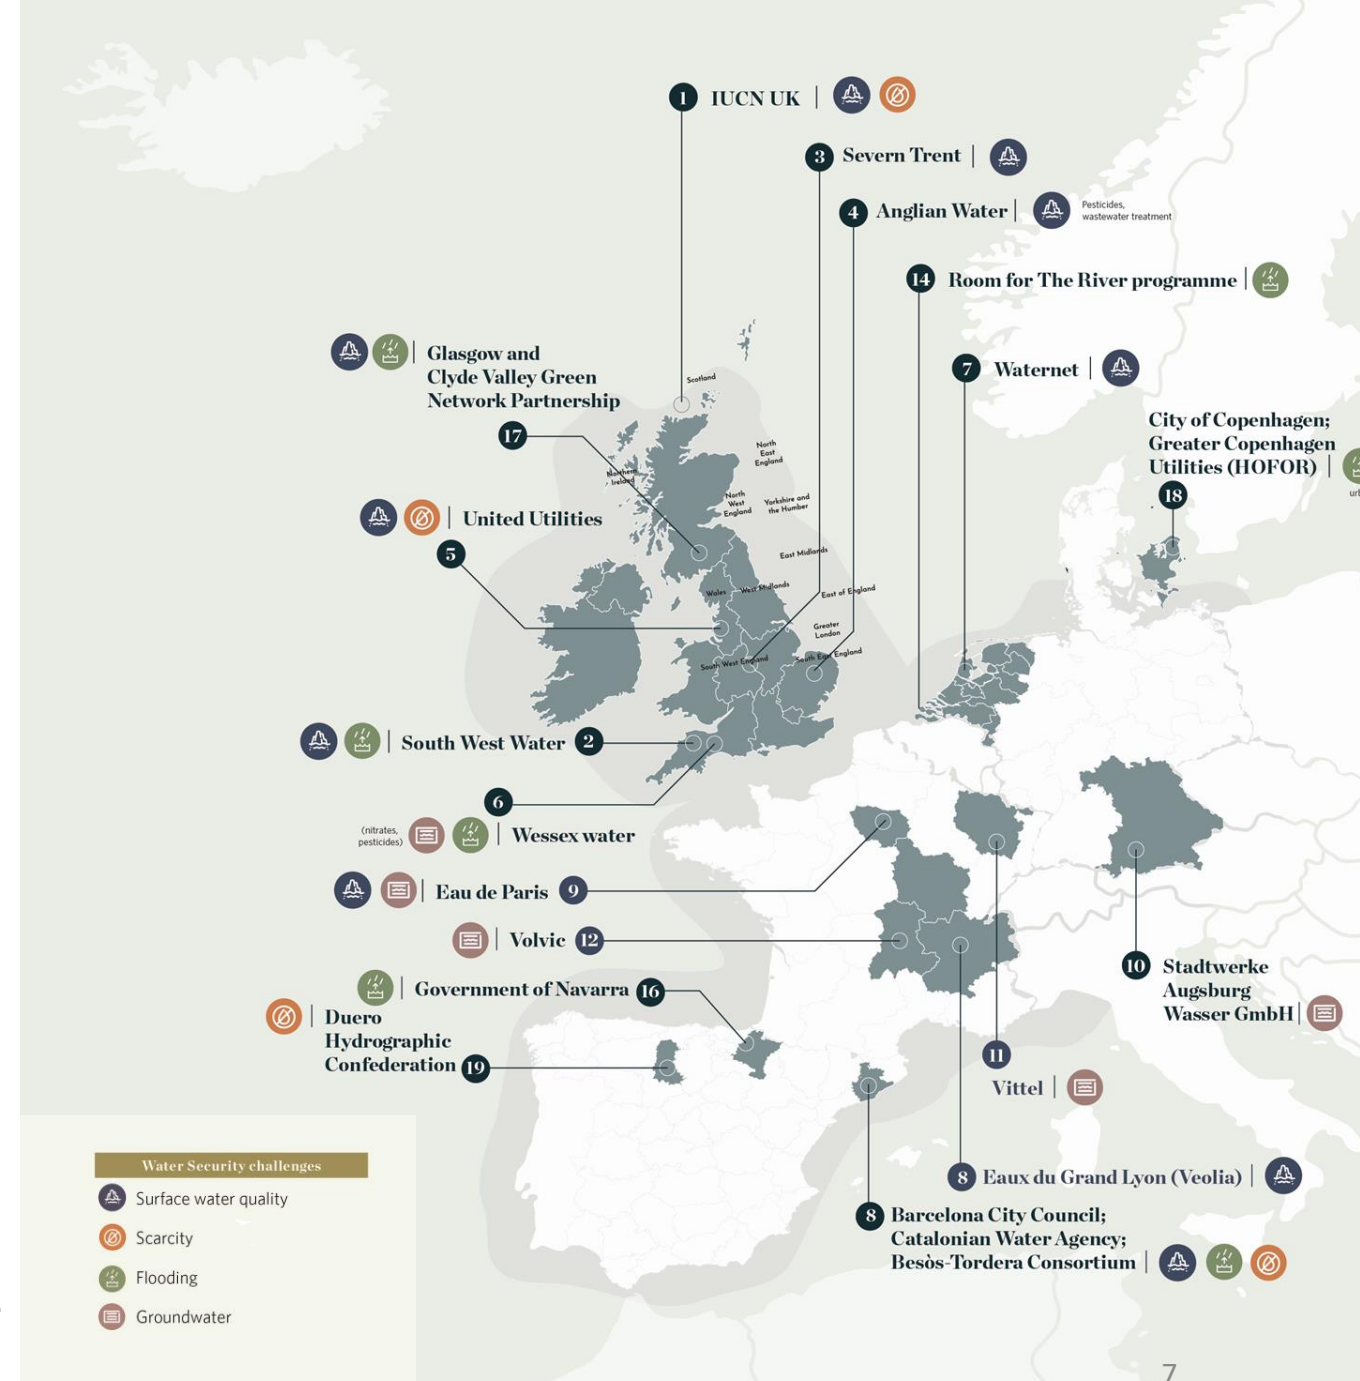 1 IUCN UK |
3 Severn Trent |
4 Anglian Water | Pesticides,
wastewater treatment
14 Room for The River programme |
7 Waternet |
City of Copenhagen;
Greater Copenhagen
Utilities (HOFOR) |
18
| Glasgow and
Clyde Valley Green
Network Partnership
17
Scotland
North
East
England
Northern
Ireland
North
West
England
Yorkshire and
the Humber
East Midlands
Wales
West Midlands
East of England
Greater
London
South West England
South East England
| United Utilities
5
| South West Water 2
6
(nitrates,
pesticides)
| Wessex water
| Eau de Paris 9
| Volvic 12
| Government of Navarra 16
| Duero
Hydrographic
Confederation 19
10 Stadtwerke
Augsburg
Wasser GmbH |
11
Vittel |
8 Eaux du Grand Lyon (Veolia) |
8 Barcelona City Council;
Catalonian Water Agency;
Besòs-Tordera Consortium |
Water Security challenges
Surface water quality
Scarcity
Flooding
Groundwater
7